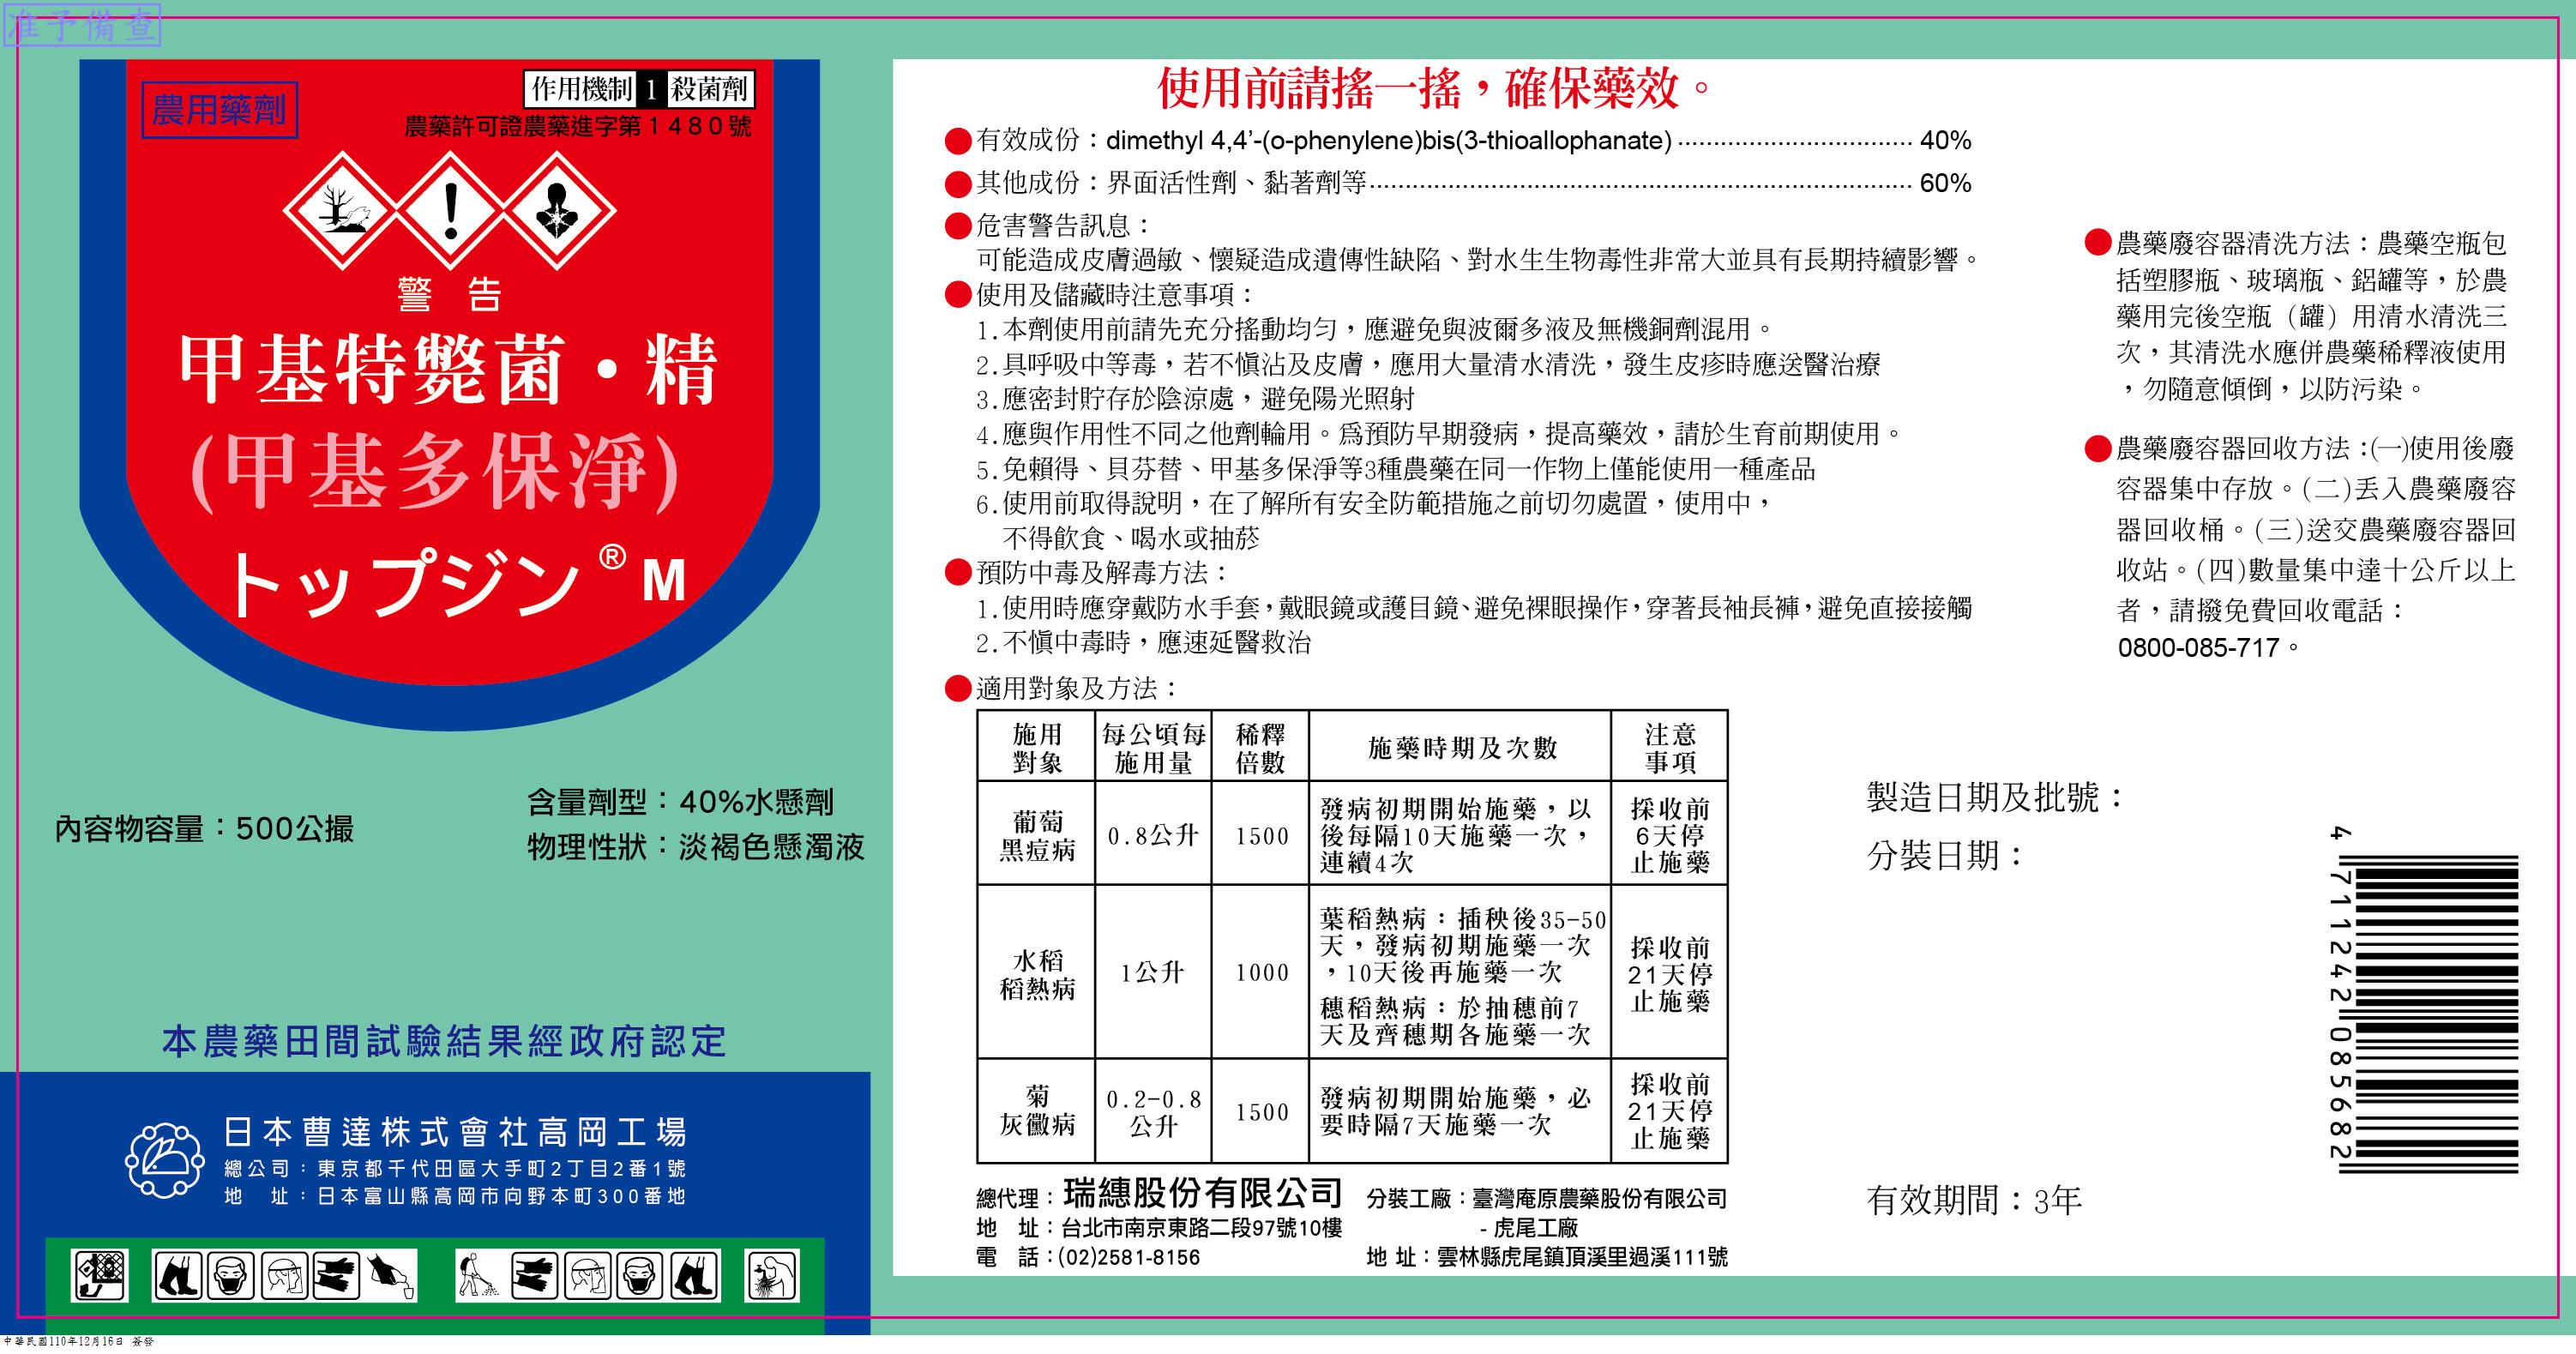 准予備查
農用藥劑
作用機制 1 殺菌劑
農藥許可證農藥進字第1480號
警 告
甲基特斃菌・精
(甲基多保淨)
トップジン® M
內容物容量：500公撮
含量劑型：40%水懸劑
物理性狀：淡褐色懸濁液
本農藥田間試驗結果經政府認定
日本曹達株式會社高岡工場
總公司：東京都千代田區大手町2丁目2番1號
地　址：日本富山縣高岡市向野本町300番地
中華民國110年12月16日 簽發
使用前請搖一搖，確保藥效。
●有效成份：dimethyl 4,4’-(o-phenylene)bis(3-thioallophanate) ................................. 40%
●其他成份：界面活性劑、黏著劑等............................................................................ 60%
●危害警告訊息：
可能造成皮膚過敏、懷疑造成遺傳性缺陷、對水生生物毒性非常大並具有長期持續影響。
●使用及儲藏時注意事項：
1.本劑使用前請先充分搖動均勻，應避免與波爾多液及無機銅劑混用。
2.具呼吸中等毒，若不慎沾及皮膚，應用大量清水清洗，發生皮疹時應送醫治療
3.應密封貯存於陰涼處，避免陽光照射
4.應與作用性不同之他劑輪用。為預防早期發病，提高藥效，請於生育前期使用。
5.免賴得、貝芬替、甲基多保淨等3種農藥在同一作物上僅能使用一種產品
6.使用前取得說明，在了解所有安全防範措施之前切勿處置，使用中，
不得飲食、喝水或抽菸
●預防中毒及解毒方法：
1.使用時應穿戴防水手套，戴眼鏡或護目鏡、避免裸眼操作，穿著長袖長褲，避免直接接觸
2.不慎中毒時，應速延醫救治
●適用對象及方法：
施用對象 每公頃每施用量 稀釋倍數 施藥時期及次數 注意事項
葡萄黑痘病 0.8公升 1500 發病初期開始施藥，以後每隔10天施藥一次，連續4次 採收前6天停止施藥
水稻稻熱病 1公升 1000 葉稻熱病：插秧後35-50天，發病初期施藥一次，10天後再施藥一次 穗稻熱病：於抽穗前7天及齊穗期各施藥一次 採收前21天停止施藥
菊灰黴病 0.2-0.8公升 1500 發病初期開始施藥，必要時隔7天施藥一次 採收前21天停止施藥
總代理：瑞繐股份有限公司
地　址：台北市南京東路二段97號10樓
電　話：(02)2581-8156
分裝工廠：臺灣庵原農藥股份有限公司
- 虎尾工廠
地 址：雲林縣虎尾鎮頂溪里過溪111號
●農藥廢容器清洗方法：農藥空瓶包
括塑膠瓶、玻璃瓶、鋁罐等，於農
藥用完後空瓶（罐）用清水清洗三
次，其清洗水應併農藥稀釋液使用
，勿隨意傾倒，以防污染。
●農藥廢容器回收方法：(一)使用後廢
容器集中存放。(二)丟入農藥廢容
器回收桶。(三)送交農藥廢容器回
收站。(四)數量集中達十公斤以上
者，請撥免費回收電話：
0800-085-717。
製造日期及批號：
分裝日期：
有效期間：3年
4 711242 085682